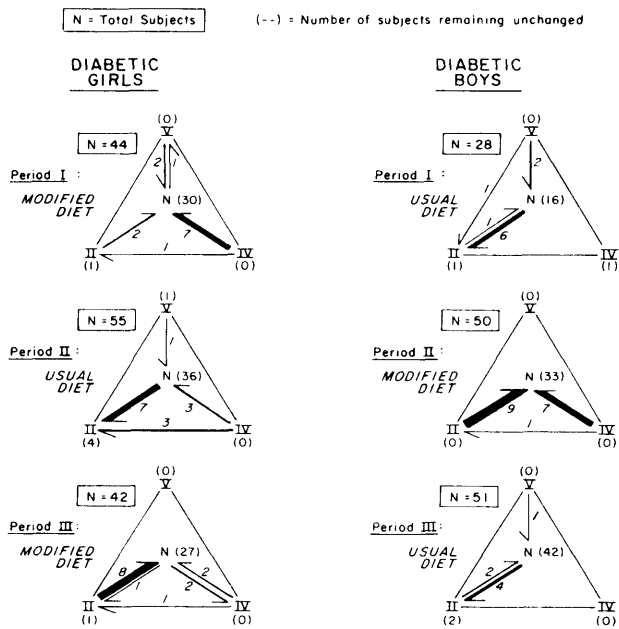 N = Total Subjects
(--) = Number of subjects remaining unchanged
DIABETIC
GIRLS
DIABETIC
BOYS
(0)
V
N = 44
Period I :
MODIFIED
DIET
2
1
N (30)
2
7
1
II
(1)
IV
(0)
(0)
V
N = 28
Period I :
USUAL
DIET
1
2
N (16)
1
6
II
(1)
IV
(1)
(1)
V
N = 55
Period II :
USUAL
DIET
1
N (36)
7
3
3
II
(4)
IV
(0)
(0)
V
N = 50
Period II :
MODIFIED
DIET
N (33)
9
7
1
II
(0)
IV
(0)
(0)
V
N = 42
Period III :
MODIFIED
DIET
N (27)
8
1
2
2
1
II
(1)
IV
(0)
(0)
V
N = 51
Period III :
USUAL
DIET
1
N (42)
2
4
II
(2)
IV
(0)